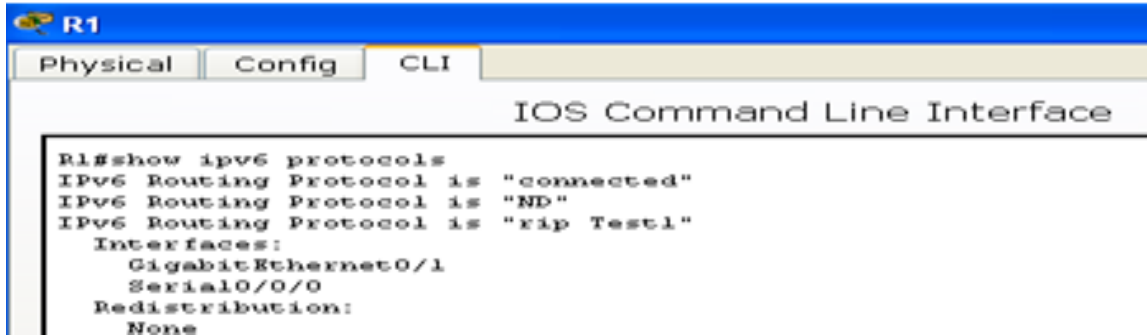 R1
Physical Config CLI
IOS Command Line Interface
R1#show ipv6 protocols
IPv6 Routing Protocol is "connected"
IPv6 Routing Protocol is "ND"
IPv6 Routing Protocol is "rip Test1"
Interfaces:
GigabitEthernet0/1
Serial0/0/0
Redistribution:
None